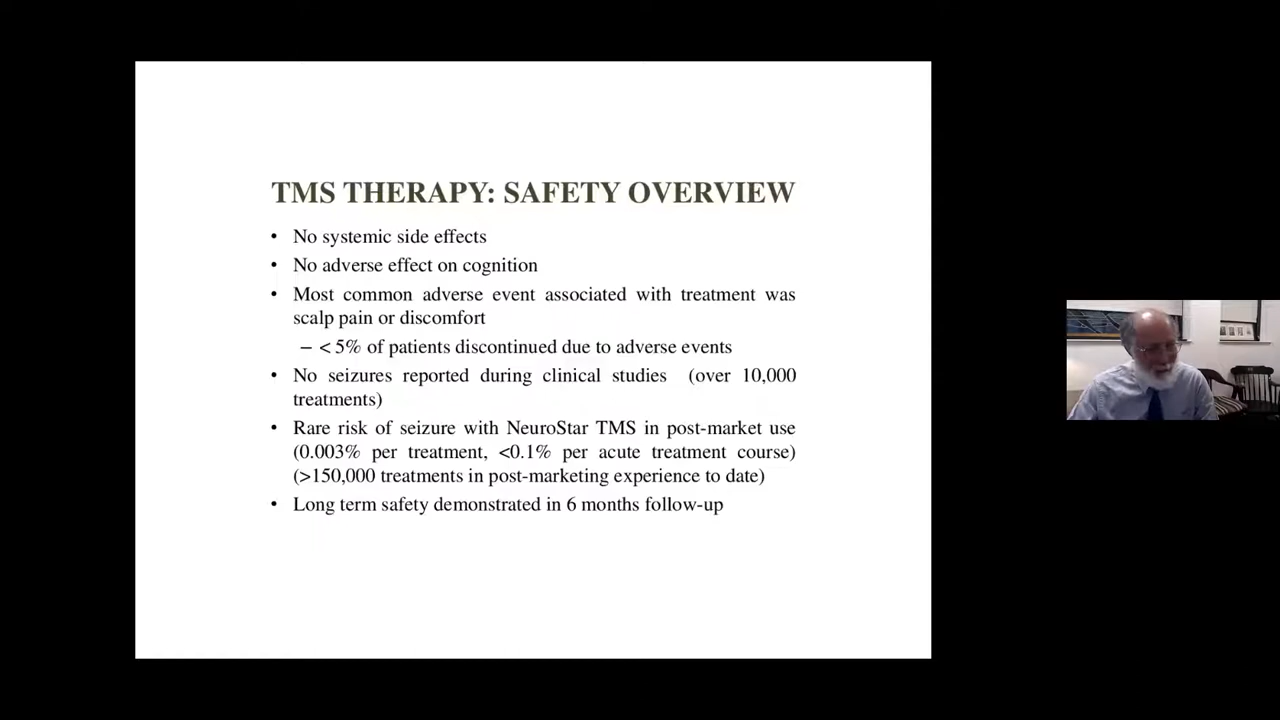 TMS THERAPY: SAFETY OVERVIEW
• No systemic side effects
• No adverse effect on cognition
• Most common adverse event associated with treatment was
scalp pain or discomfort
– < 5% of patients discontinued due to adverse events
• No seizures reported during clinical studies (over 10,000
treatments)
• Rare risk of seizure with NeuroStar TMS in post-market use
(0.003% per treatment, <0.1% per acute treatment course)
(>150,000 treatments in post-marketing experience to date)
• Long term safety demonstrated in 6 months follow-up